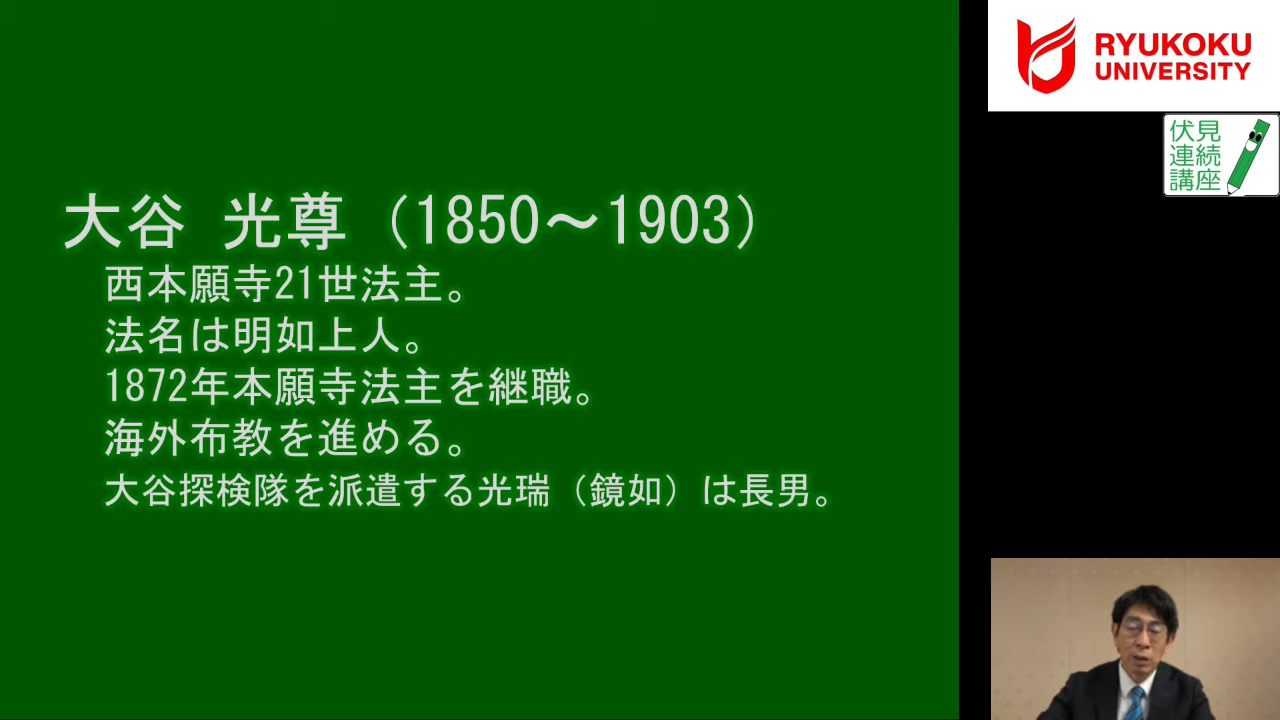 大谷 光尊（1850～1903）
西本願寺21世法主。
法名は明如上人。
1872年本願寺法主を継職。
海外布教を進める。
大谷探検隊を派遣する光瑞（鏡如）は長男。
RYUKOKU
UNIVERSITY
伏見
連続
講座